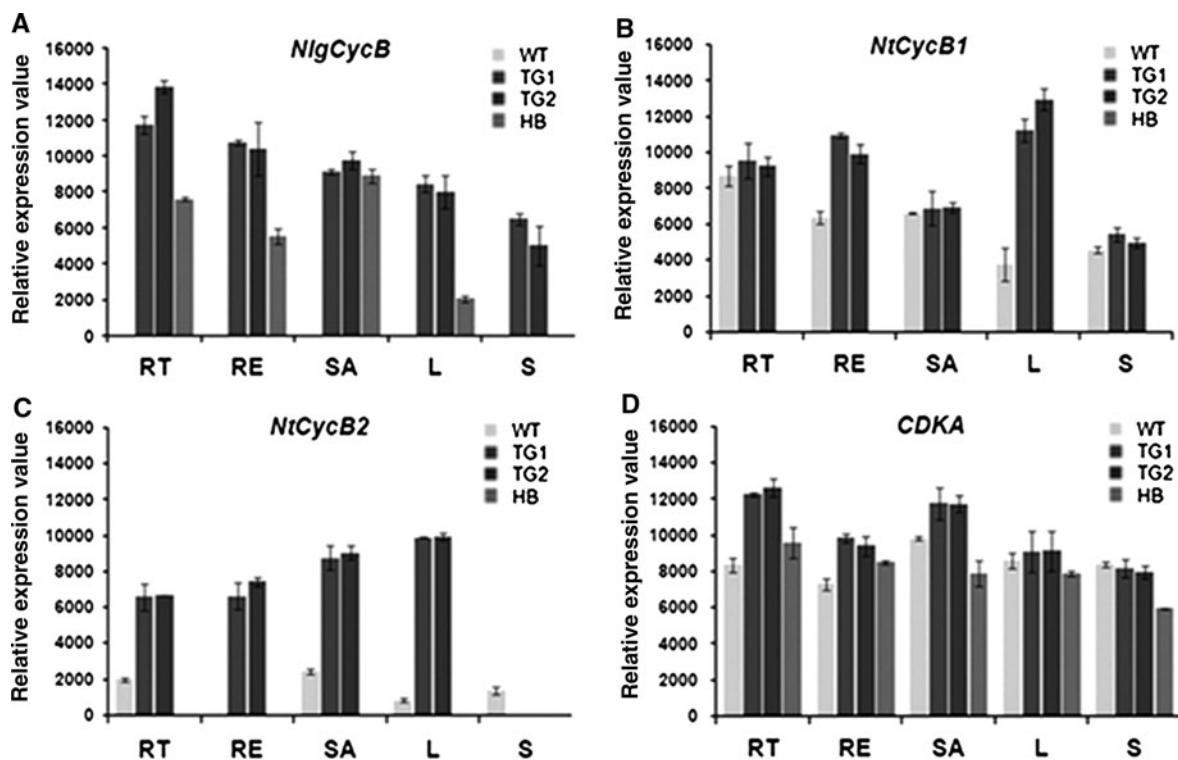 A
NlgCycB
Relative expression value
16000
14000
12000
10000
8000
6000
4000
2000
0
WT
TG1
TG2
HB
RT RE SA L S
B
NtCycB1
Relative expression value
16000
14000
12000
10000
8000
6000
4000
2000
0
WT
TG1
TG2
HB
RT RE SA L S
C
NtCycB2
Relative expression value
16000
14000
12000
10000
8000
6000
4000
2000
0
WT
TG1
TG2
HB
RT RE SA L S
D
CDKA
Relative expression value
16000
14000
12000
10000
8000
6000
4000
2000
0
WT
TG1
TG2
HB
RT RE SA L S